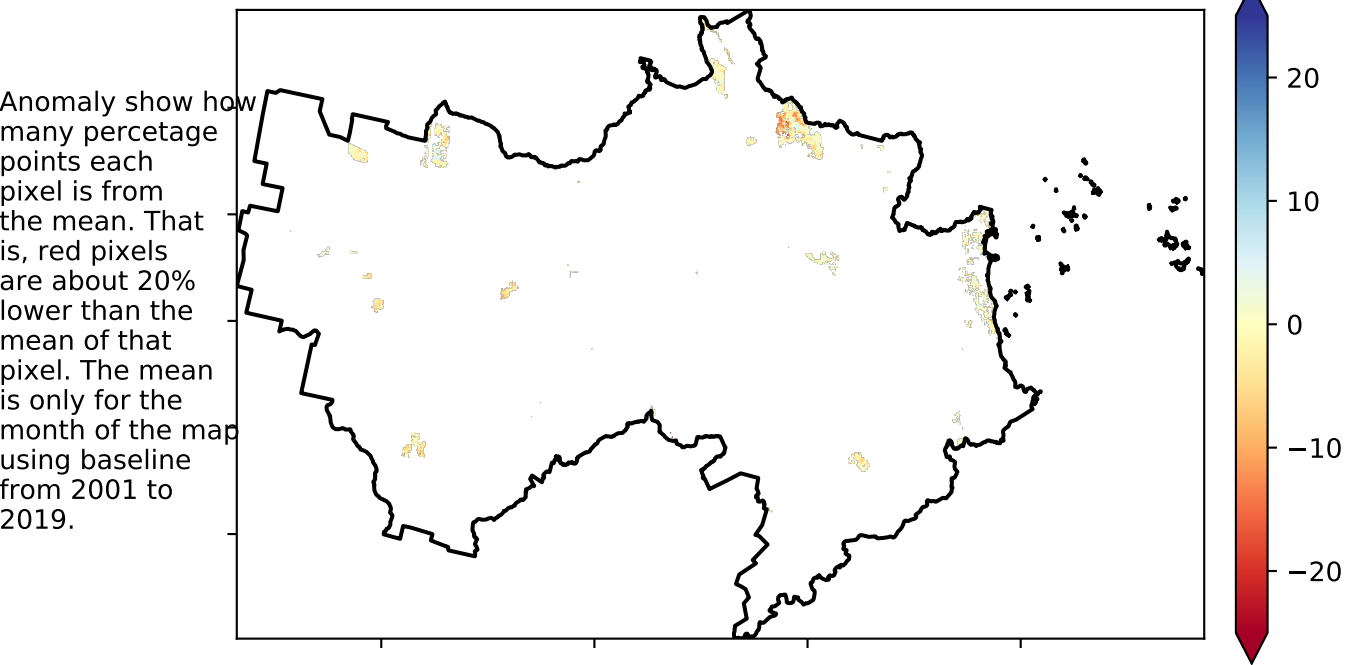 Anomaly show how
many percetage
points each
pixel is from
the mean. That
is, red pixels
are about 20%
lower than the
mean of that
pixel. The mean
is only for the
month of the map
using baseline
from 2001 to
2019.
20
10
0
−10
−20